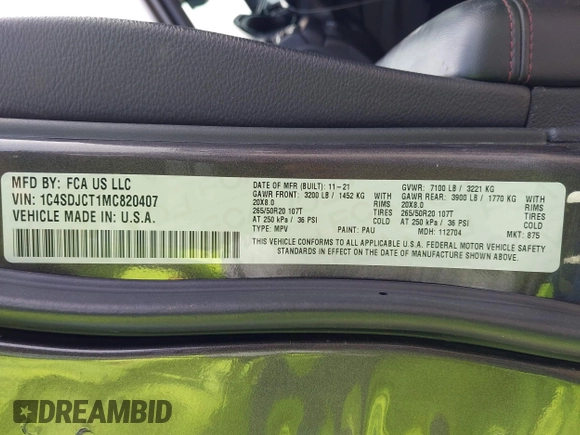 MFD BY: FCA US LLC
VIN: 1C4SDJCT1MC820407
VEHICLE MADE IN: U.S.A.
DATE OF MFR (BUILT): 11-21
GAWR FRONT: 3200 LB / 1452 KG
20X8.0 WITH RIMS
265/50R20 107T TIRES
AT 250 kPa / 36 PSI COLD
TYPE: MPV PAINT: PAU
GVWR: 7100 LB / 3221 KG
GAWR REAR: 3900 LB / 1770 KG
20X8.0 WITH RIMS
265/50R20 107T TIRES
AT 250 kPa / 36 PSI COLD
MDH: 112704 MKT: 875
THIS VEHICLE CONFORMS TO ALL APPLICABLE U.S.A. FEDERAL MOTOR VEHICLE SAFETY
STANDARDS IN EFFECT ON THE DATE OF MANUFACTURE SHOWN ABOVE.
DREAMBID